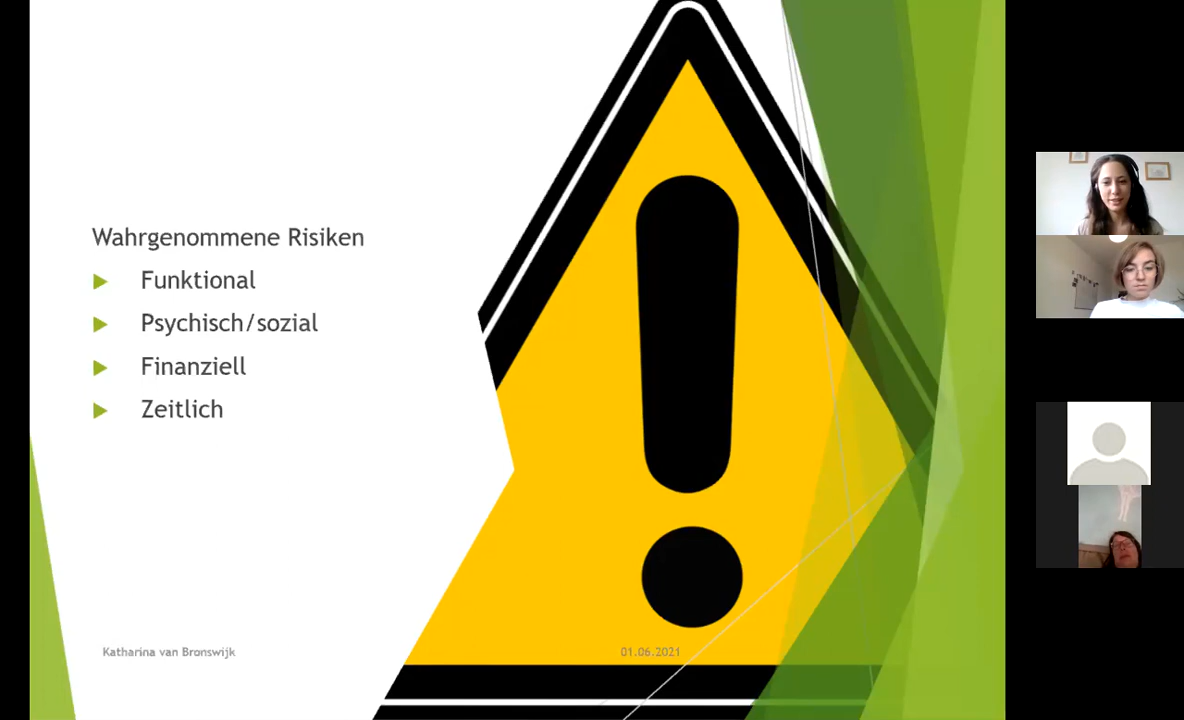 Wahrgenommene Risiken
Funktional
Psychisch/sozial
Finanziell
Zeitlich
Katharina van Bronswijk
01.06.2021